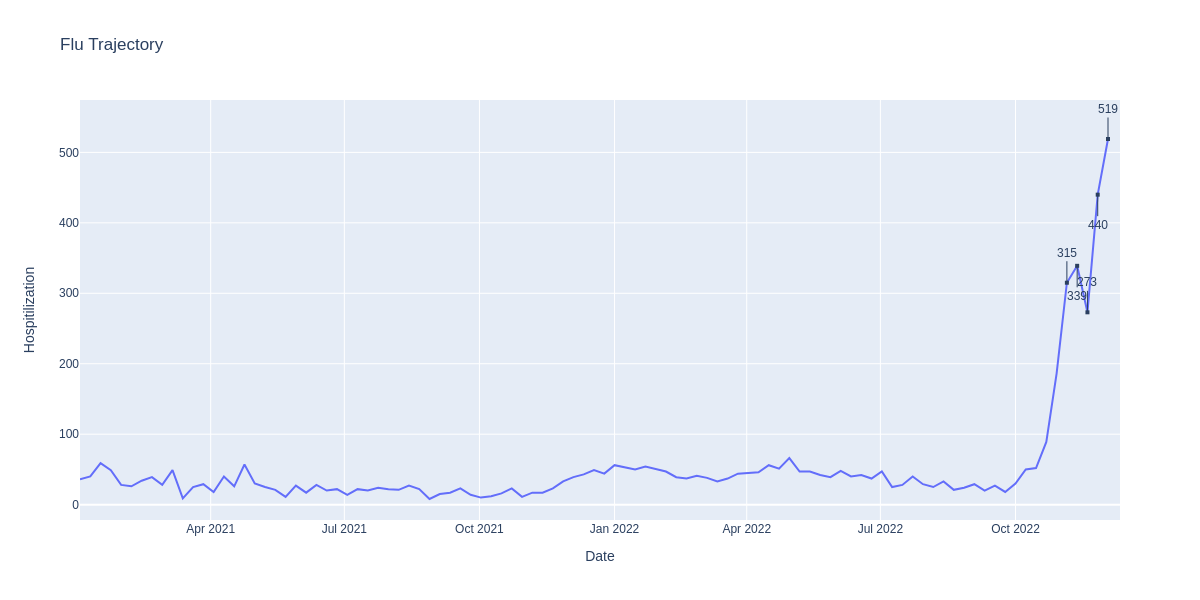 Flu Trajectory
519
500
400
440
315
273
339
300
200
100
0
Hospitilization
Apr 2021
Jul 2021
Oct 2021
Jan 2022
Apr 2022
Jul 2022
Oct 2022
Date